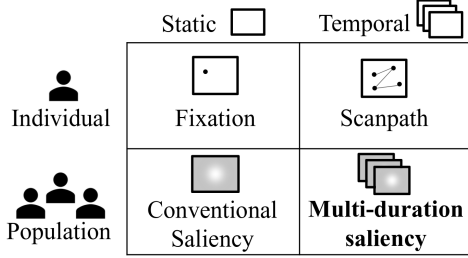 Static Temporal
Individual Fixation Scanpath
Population Conventional Saliency Multi-duration saliency